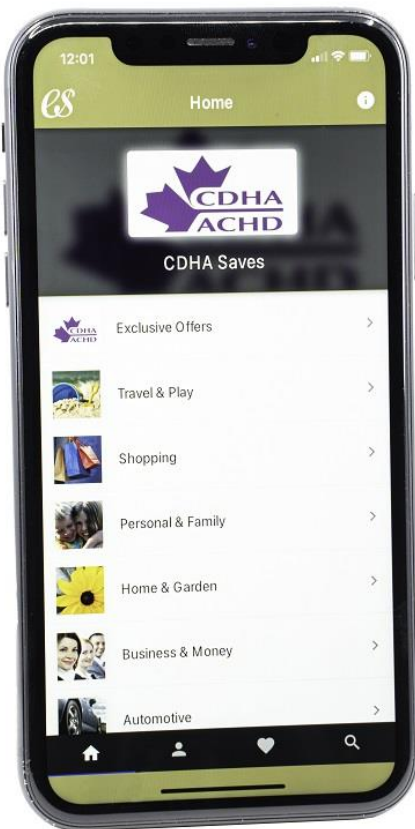 12:01
es
Home
CDHA
ACHD
CDHA Saves
CDHA
ACHD
Exclusive Offers
Travel & Play
Shopping
Personal & Family
Home & Garden
Business & Money
Automotive